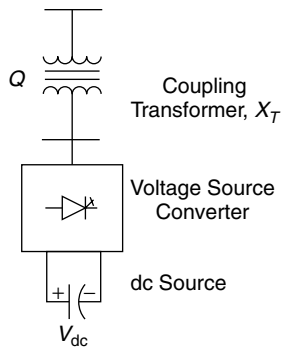 Q
Coupling
Transformer, X_T
Voltage Source
Converter
dc Source
+ −
V_dc